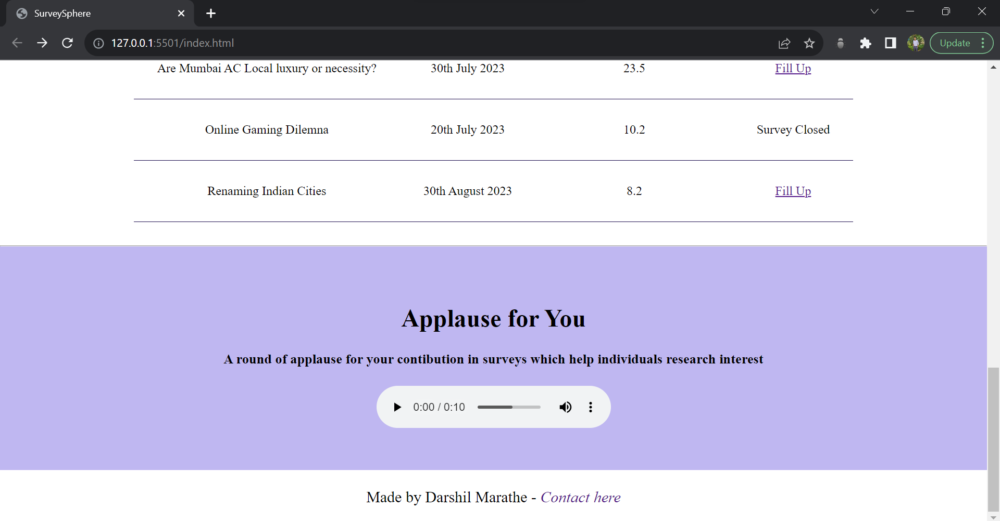 SurveySphere
127.0.0.1:5501/index.html
Update
Are Mumbai AC Local luxury or necessity? 30th July 2023 23.5 Fill Up
Online Gaming Dilemna 20th July 2023 10.2 Survey Closed
Renaming Indian Cities 30th August 2023 8.2 Fill Up
Applause for You
A round of applause for your contibution in surveys which help individuals research interest
0:00 / 0:10
Made by Darshil Marathe - Contact here